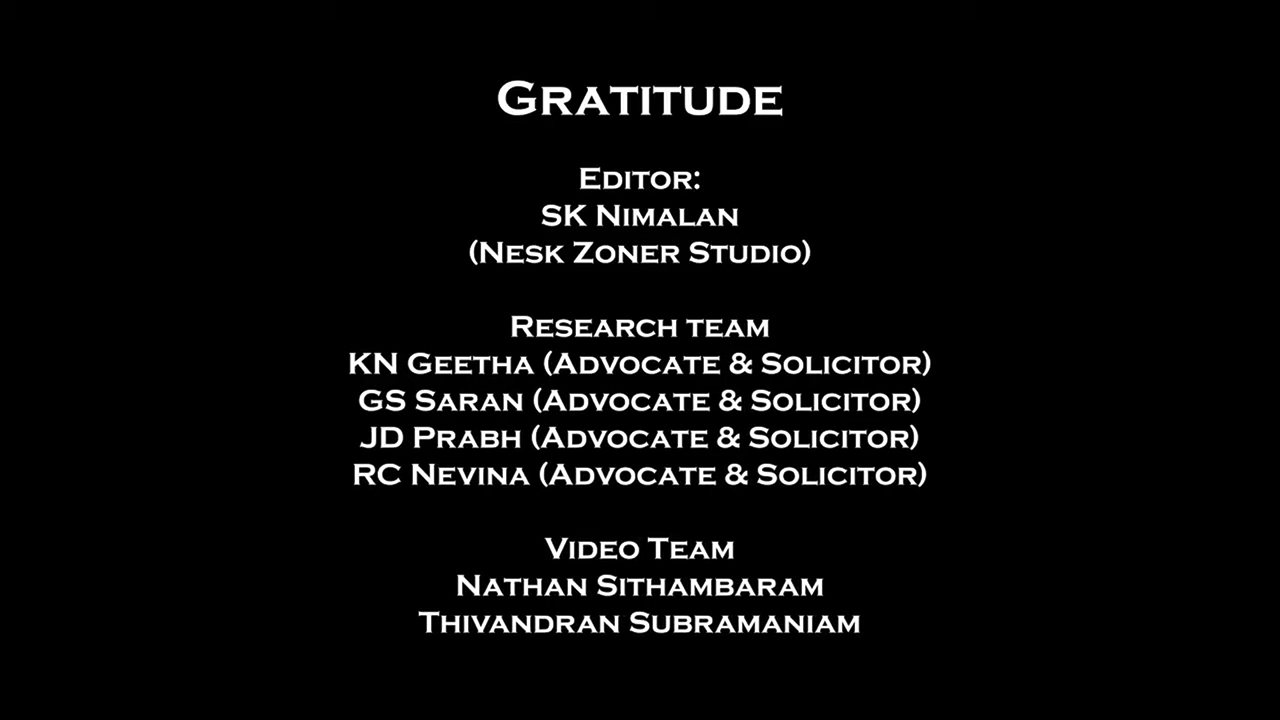 Gratitude
Editor:
SK Nimalan
(Nesk Zoner Studio)
Research team
KN Geetha (Advocate & Solicitor)
GS Saran (Advocate & Solicitor)
JD Prabh (Advocate & Solicitor)
RC Nevina (Advocate & Solicitor)
Video Team
Nathan Sithambaram
Thivandran Subramaniam